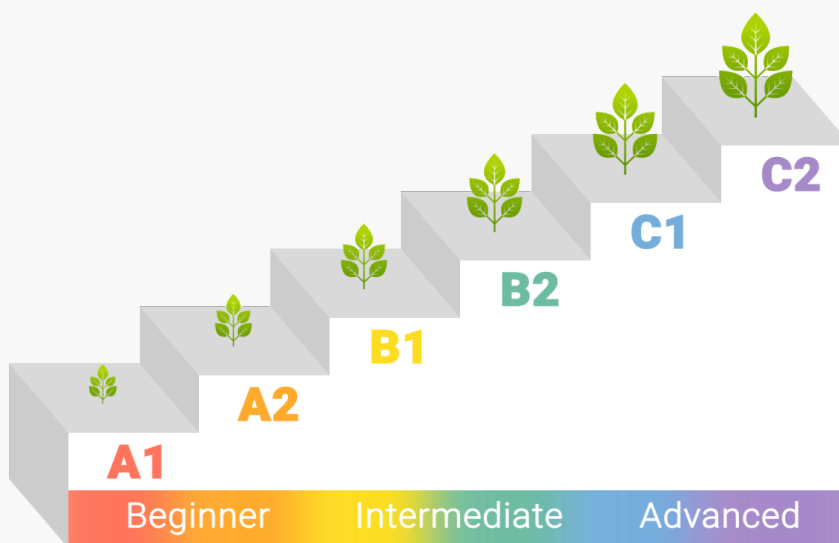 A1
A2
B1
B2
C1
C2
Beginner
Intermediate
Advanced